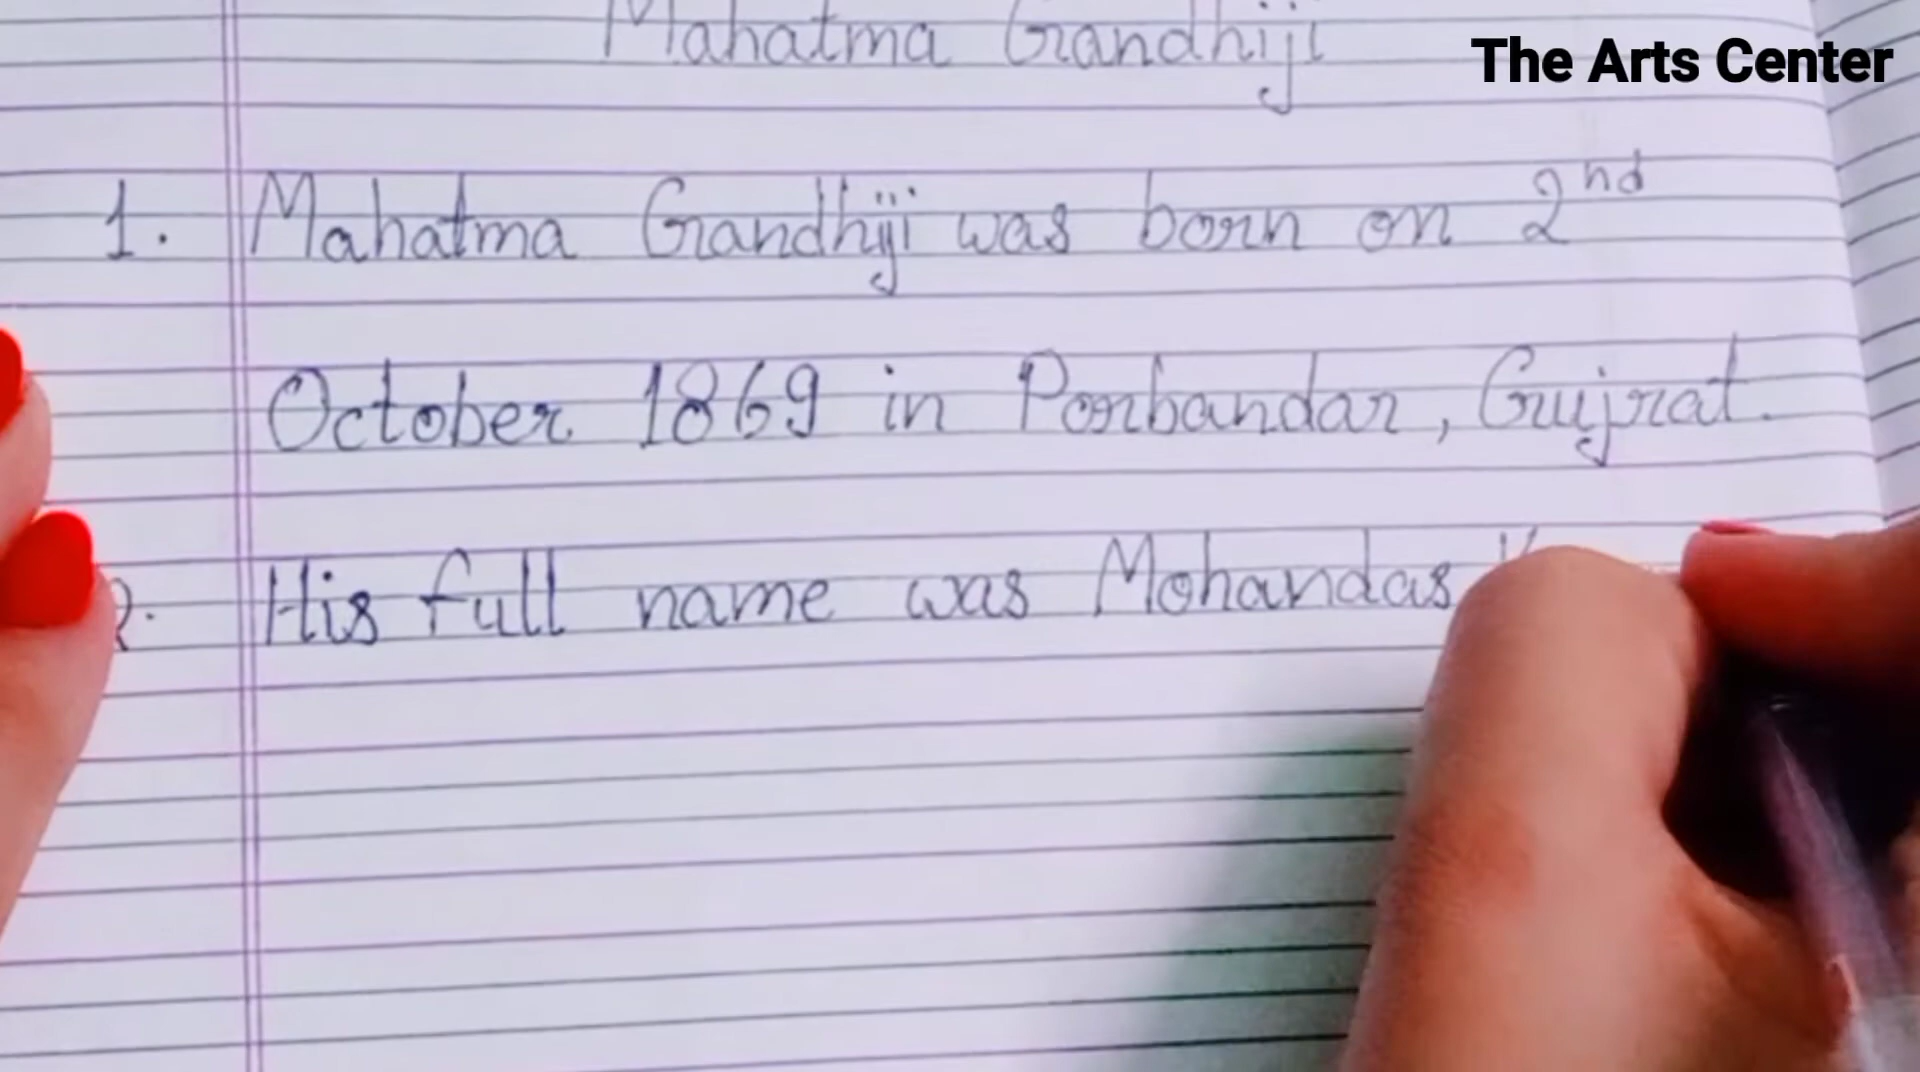 Mahatma Gandhiji
The Arts Center
1. Mahatma Gandhiji was born on 2nd
October 1869 in Porbandar, Gujrat.
2. His full name was Mohandas